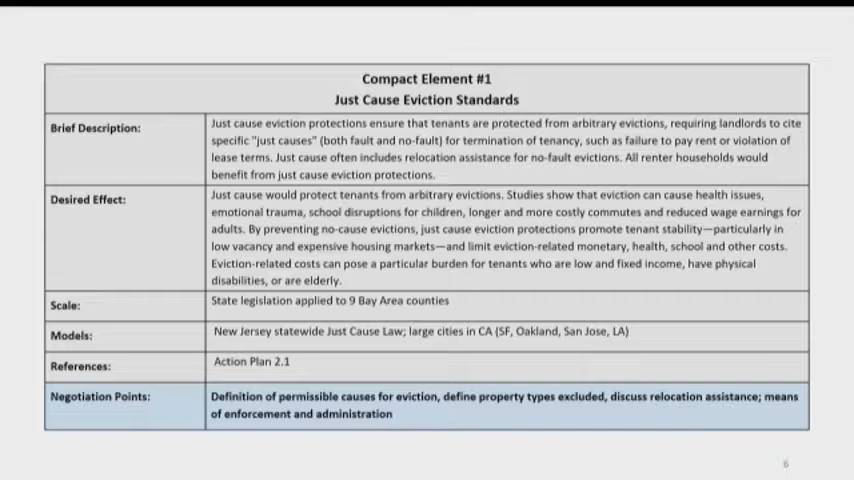 Compact Element #1
Just Cause Eviction Standards
Brief Description:
Just cause eviction protections ensure that tenants are protected from arbitrary evictions, requiring landlords to cite
specific "just causes" (both fault and no-fault) for termination of tenancy, such as failure to pay rent or violation of
lease terms. Just cause often includes relocation assistance for no-fault evictions. All renter households would
benefit from just cause eviction protections.
Desired Effect:
Just cause would protect tenants from arbitrary evictions. Studies show that eviction can cause health issues,
emotional trauma, school disruptions for children, longer and more costly commutes and reduced wage earnings for
adults. By preventing no-cause evictions, just cause eviction protections promote tenant stability—particularly in
low vacancy and expensive housing markets—and limit eviction-related monetary, health, school and other costs.
Eviction-related costs can pose a particular burden for tenants who are low and fixed income, have physical
disabilities, or are elderly.
Scale:
State legislation applied to 9 Bay Area counties
Models:
New Jersey statewide Just Cause Law; large cities in CA (SF, Oakland, San Jose, LA)
References:
Action Plan 2.1
Negotiation Points:
Definition of permissible causes for eviction, define property types excluded, discuss relocation assistance; means
of enforcement and administration
6